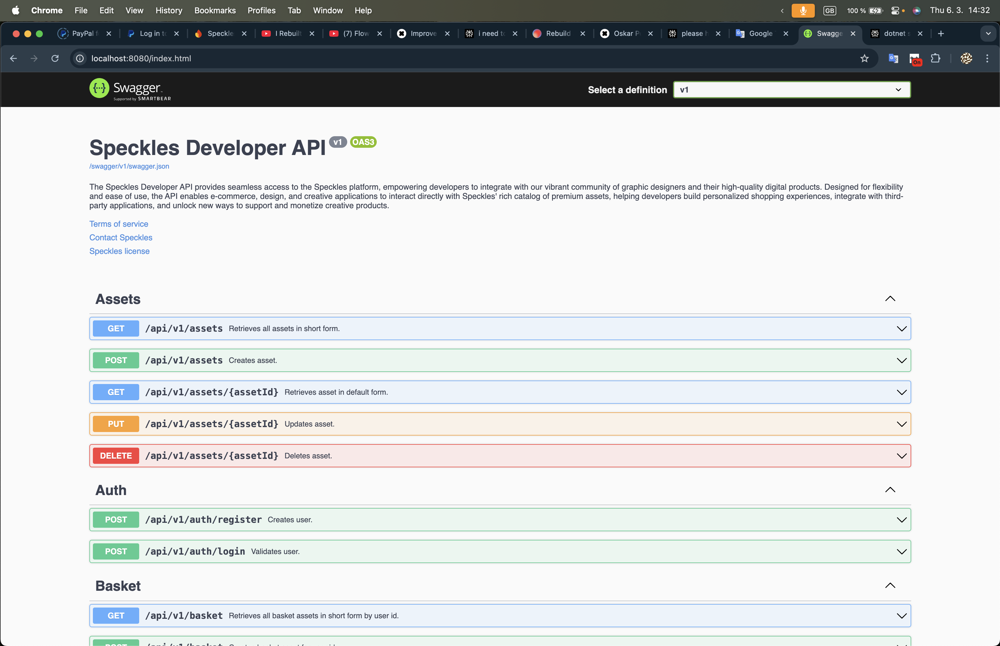 Chrome File Edit View History Bookmarks Profiles Tab Window Help GB 100 % Thu 6. 3. 14:32
PayPal f Log in to Speckle I Rebuilt (7) Flow Improve i need to Rebuild Oskar P please h Google Swagge dotnet s
localhost:8080/index.html On
Swagger
Supported by SMARTBEAR
Select a definition v1
Speckles Developer API v1 OAS3
/swagger/v1/swagger.json
The Speckles Developer API provides seamless access to the Speckles platform, empowering developers to integrate with our vibrant community of graphic designers and their high-quality digital products. Designed for flexibility
and ease of use, the API enables e-commerce, design, and creative applications to interact directly with Speckles' rich catalog of premium assets, helping developers build personalized shopping experiences, integrate with third-
party applications, and unlock new ways to support and monetize creative products.
Terms of service
Contact Speckles
Speckles license
Assets
GET /api/v1/assets Retrieves all assets in short form.
POST /api/v1/assets Creates asset.
GET /api/v1/assets/{assetId} Retrieves asset in default form.
PUT /api/v1/assets/{assetId} Updates asset.
DELETE /api/v1/assets/{assetId} Deletes asset.
Auth
POST /api/v1/auth/register Creates user.
POST /api/v1/auth/login Validates user.
Basket
GET /api/v1/basket Retrieves all basket assets in short form by user id.
POST /api/v1/basket